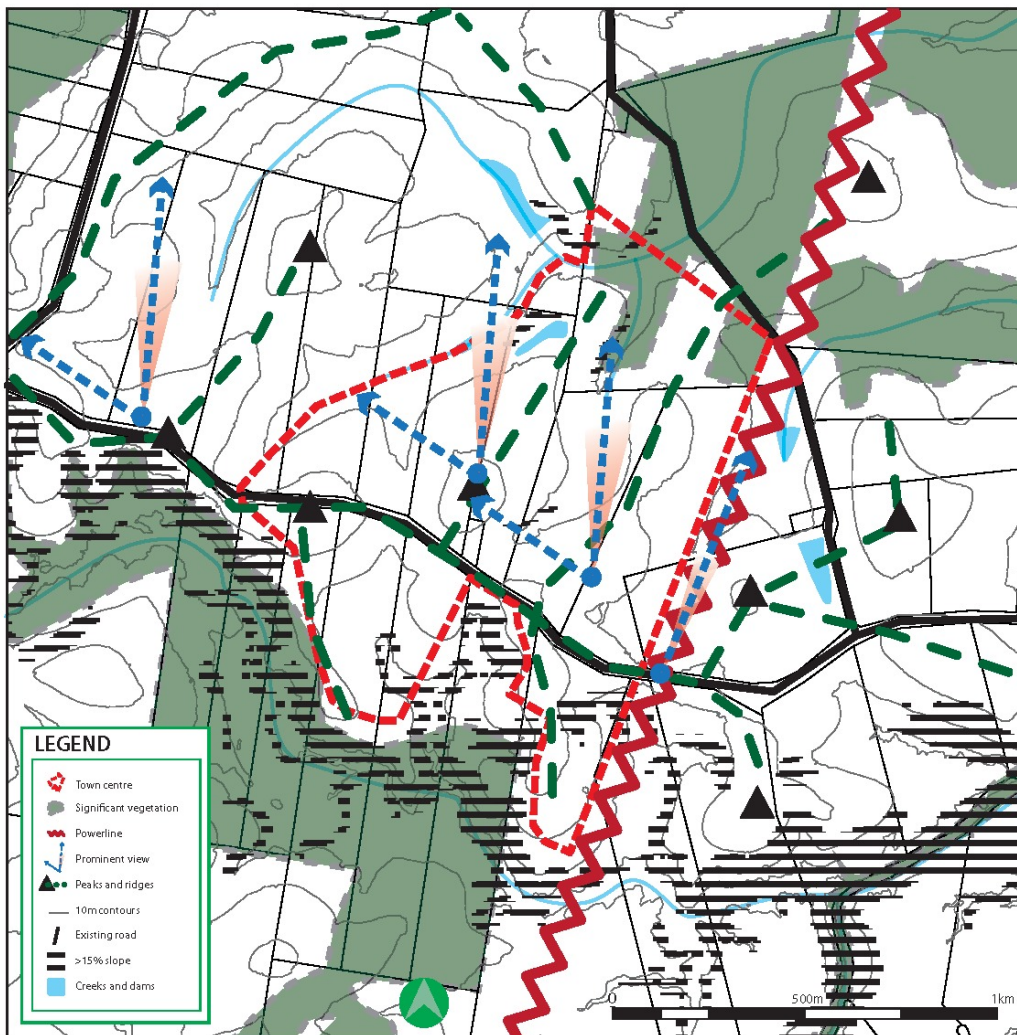 LEGEND
Town centre
Significant vegetation
Powerline
Prominent view
Peaks and ridges
10m contours
Existing road
>15% slope
Creeks and dams
0 500m 1km